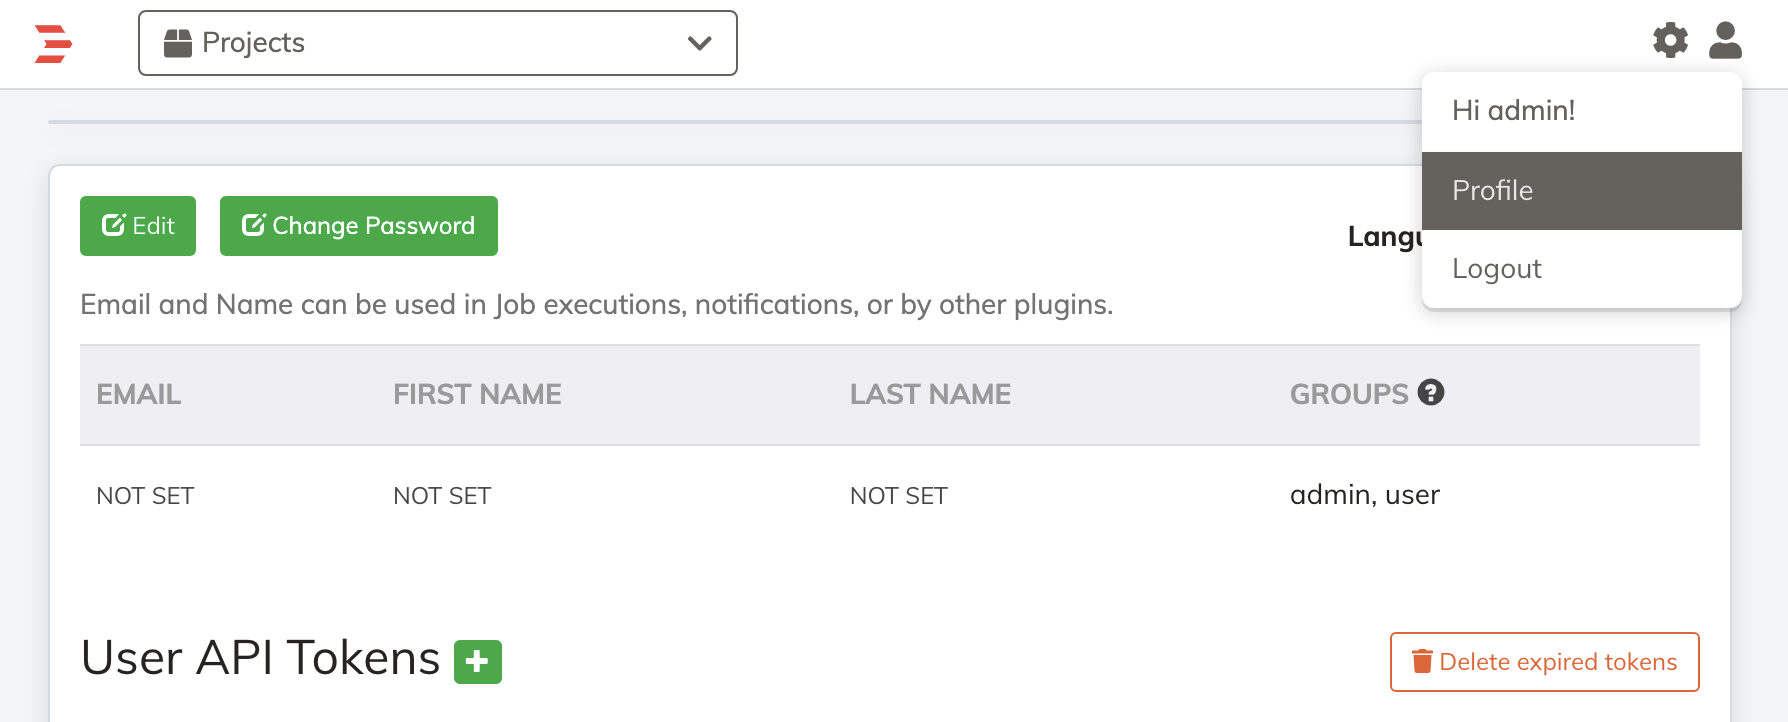 Projects
Hi admin!
Profile
Logout
Edit
Change Password
Email and Name can be used in Job executions, notifications, or by other plugins.
EMAIL FIRST NAME LAST NAME GROUPS
NOT SET NOT SET NOT SET admin, user
User API Tokens
Delete expired tokens